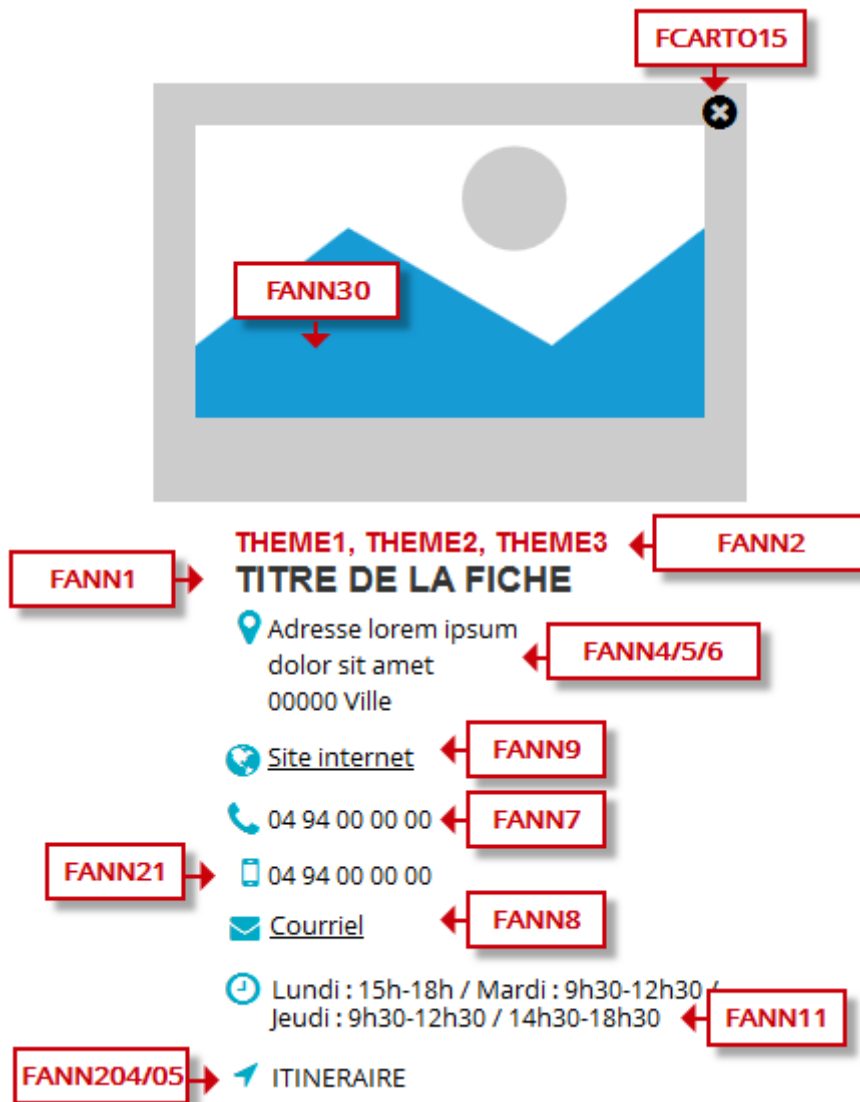 FCARTO15
FANN30
THEME1, THEME2, THEME3
FANN2
FANN1
TITRE DE LA FICHE
Adresse lorem ipsum
dolor sit amet
00000 Ville
FANN4/5/6
Site internet
FANN9
04 94 00 00 00
FANN7
FANN21
04 94 00 00 00
Courriel
FANN8
Lundi : 15h-18h / Mardi : 9h30-12h30 /
Jeudi : 9h30-12h30 / 14h30-18h30
FANN11
FANN204/05
ITINERAIRE